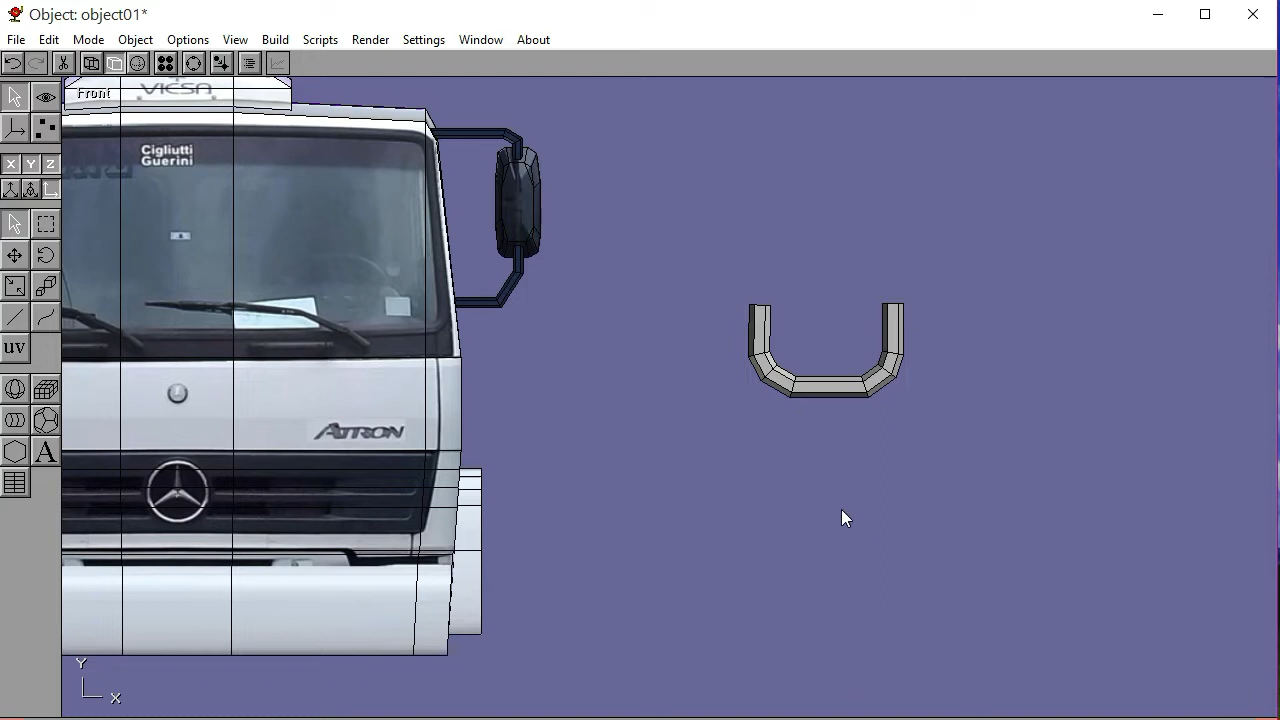 Object: object01*
File Edit Mode Object Options View Build Scripts Render Settings Window About
Front
VICSA
Cigliutti
Guerini
X Y Z
uv
ATRON
A
Y
X